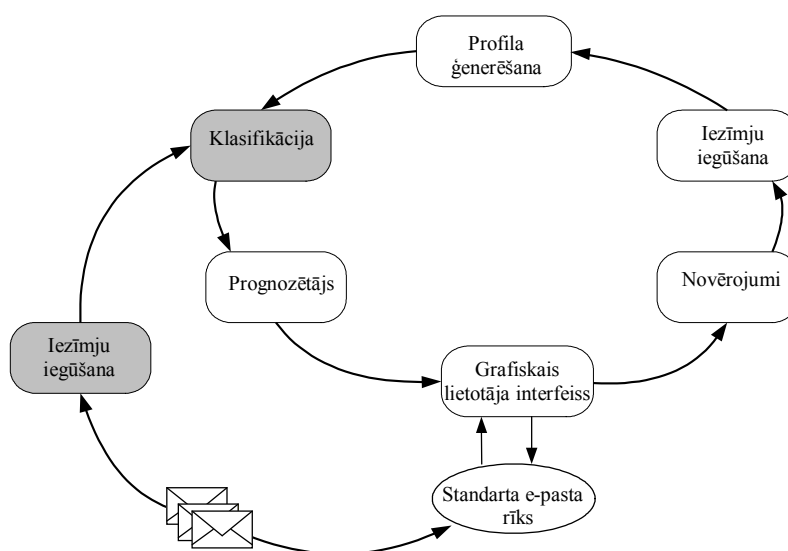 Profila
ģenerēšana
Klasifikācija
Iezīmju
iegūšana
Prognozētājs
Novērojumi
Iezīmju
iegūšana
Grafiskais
lietotāja interfeiss
Standarta e-pasta
rīks